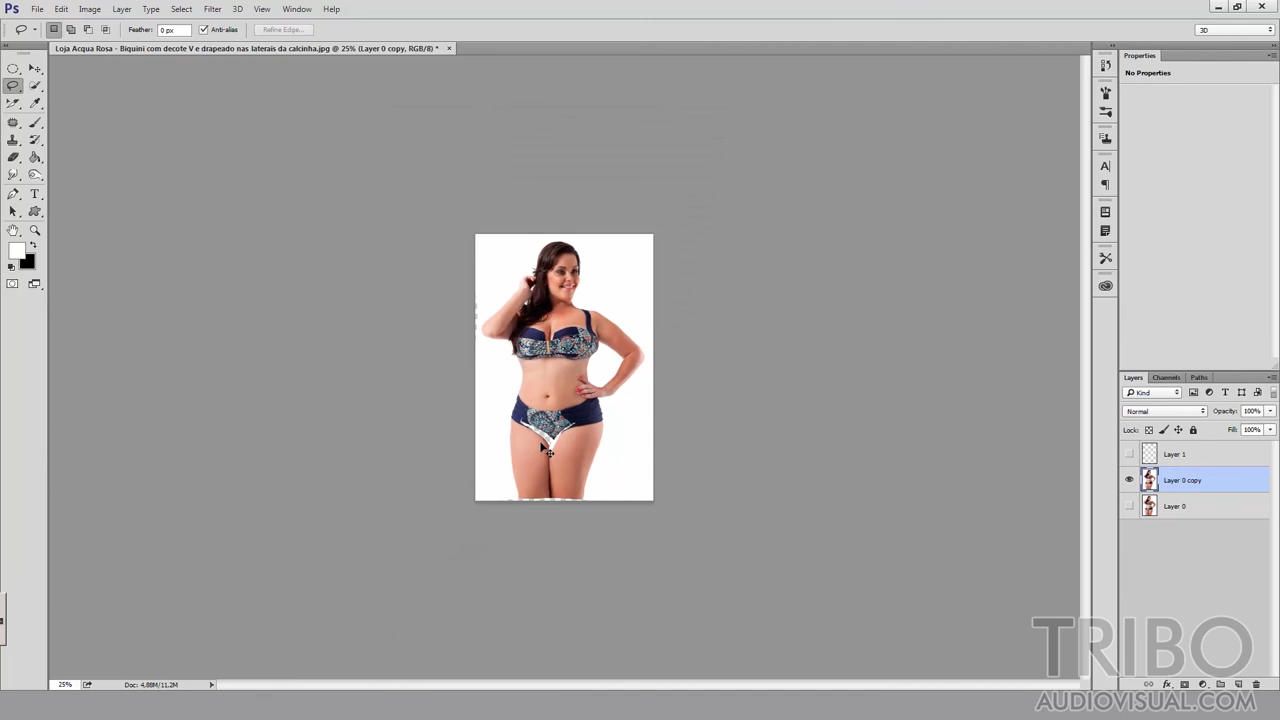 Ps File Edit Image Layer Type Select Filter 3D View Window Help
Feather: 0 px Anti-alias Refine Edge... 3D
Loja Acqua Rosa - Biquini com decote V e drapeado nas laterais da calcinha.jpg @ 25% (Layer 0 copy, RGB/8) * ×
Properties
No Properties
Layers Channels Paths
Kind
Normal Opacity: 100%
Lock: Fill: 100%
Layer 1
Layer 0 copy
Layer 0
25% Doc: 4,88M/11,2M
TRIBO
AUDIOVISUAL.COM